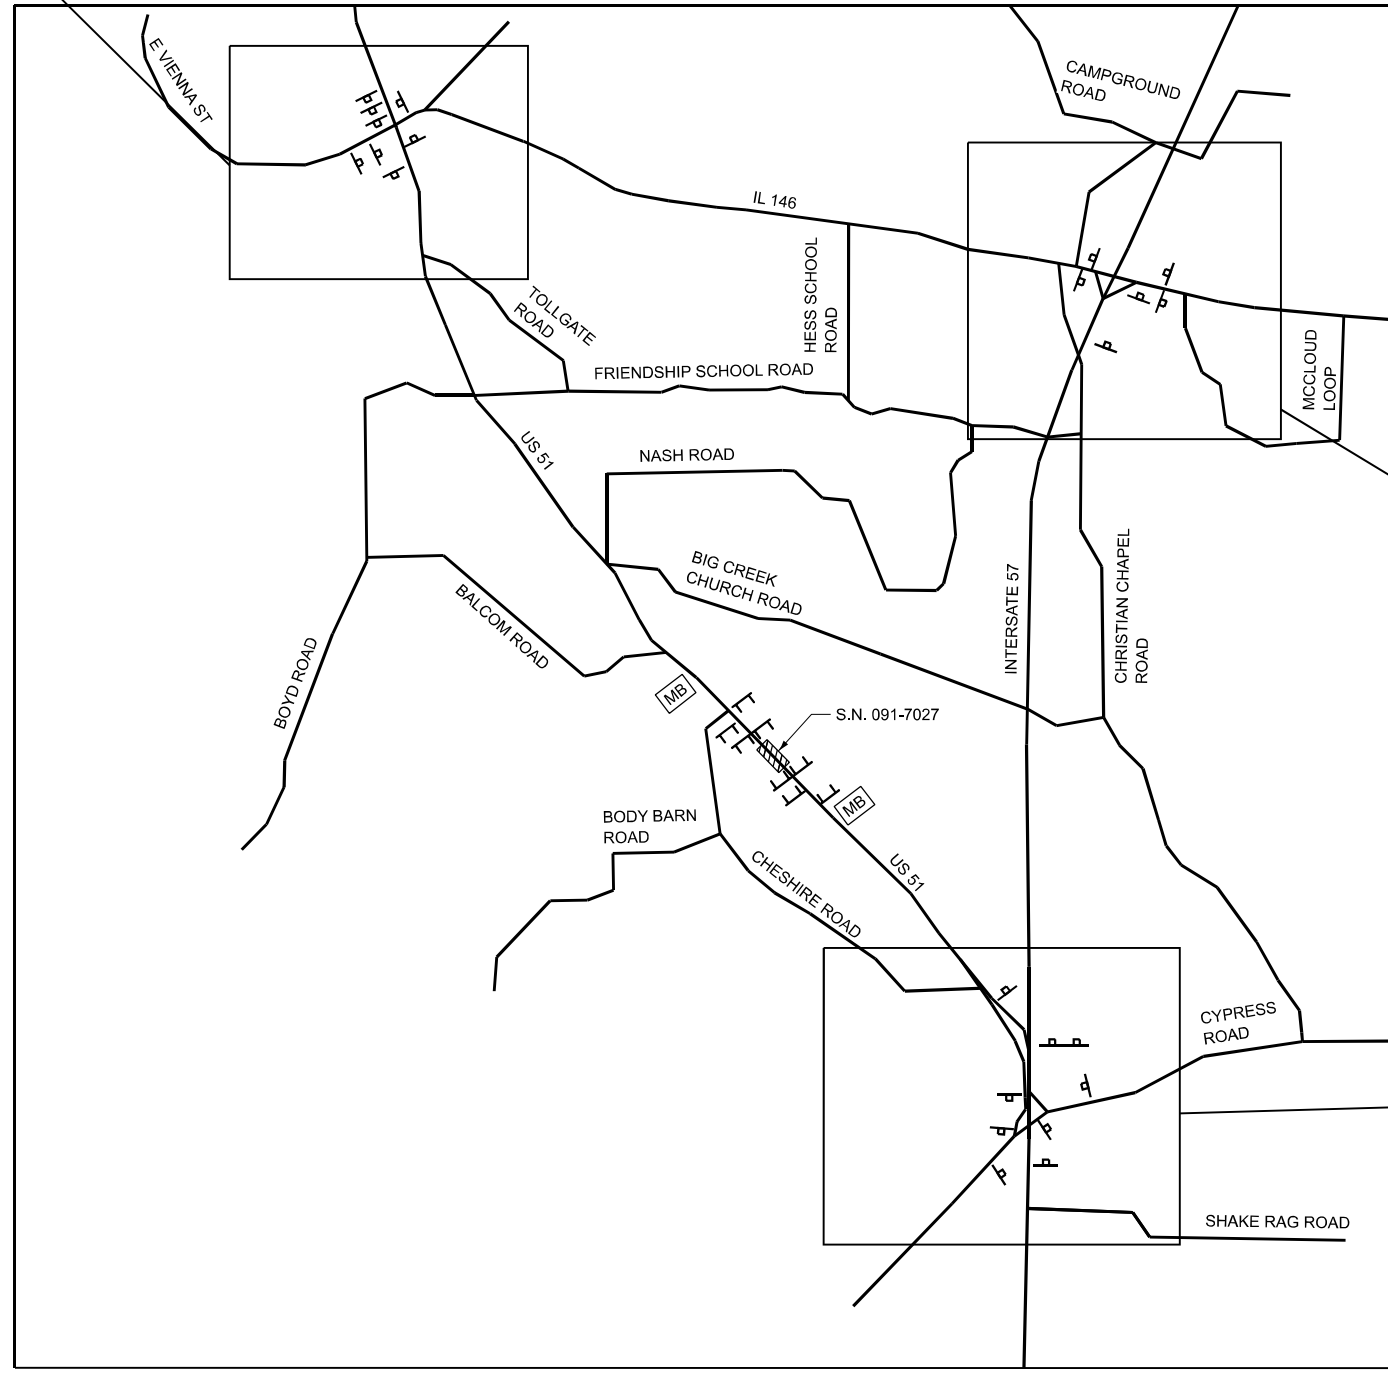 E VIENNA ST
CAMPGROUND
ROAD
IL 146
HESS SCHOOL
ROAD
TOLLGATE
ROAD
MCCLOUD
LOOP
FRIENDSHIP SCHOOL ROAD
US 51
NASH ROAD
BIG CREEK
CHURCH ROAD
INTERSATE 57
CHRISTIAN CHAPEL
ROAD
BALCOM ROAD
BOYD ROAD
MB
S.N. 091-7027
MB
BODY BARN
ROAD
CHESHIRE ROAD
US 51
CYPRESS
ROAD
SHAKE RAG ROAD